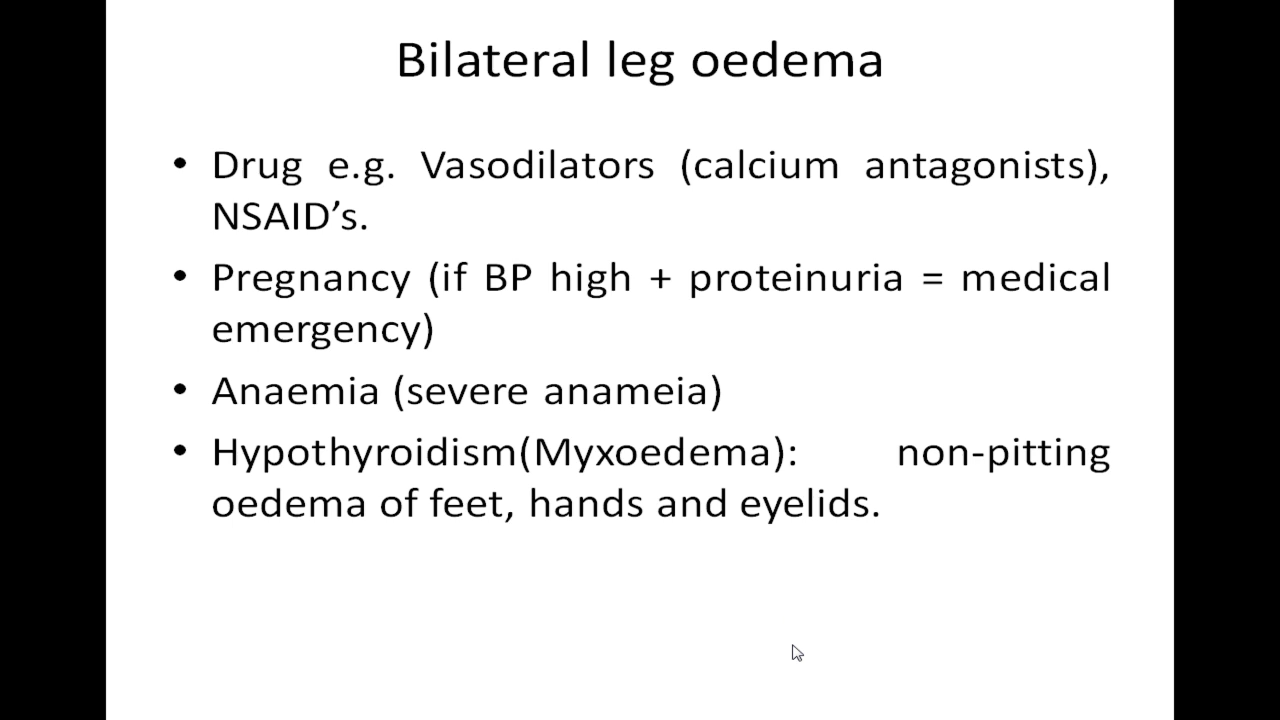 Bilateral leg oedema
• Drug e.g. Vasodilators (calcium antagonists),
NSAID’s.
• Pregnancy (if BP high + proteinuria = medical
emergency)
• Anaemia (severe anameia)
• Hypothyroidism(Myxoedema): non-pitting
oedema of feet, hands and eyelids.